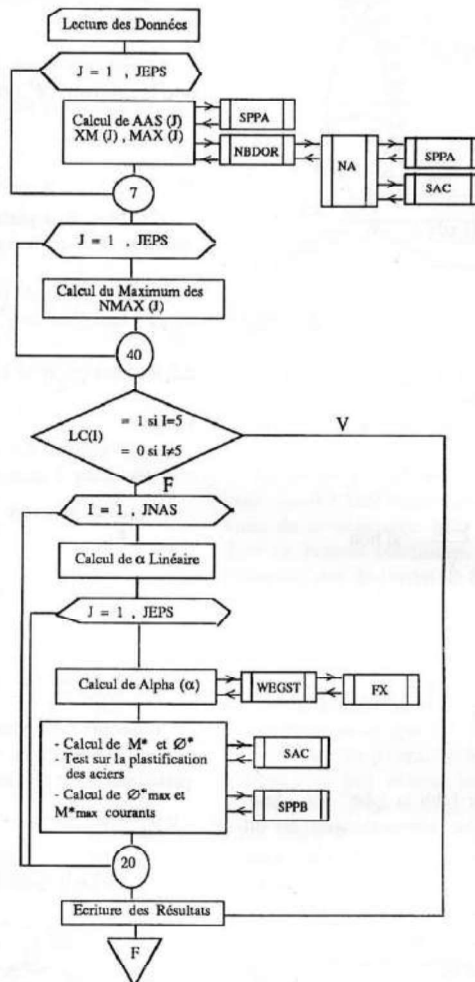 Lecture des Données
J = 1 , JEPS
Calcul de AAS (J)
XM (J) , MAX (J)
SPPA
NBDOR
NA
SPPA
SAC
7
J = 1 , JEPS
Calcul du Maximum des
NMAX (J)
40
LC(I)
= 1 si I=5
= 0 si I≠5
V
F
I = 1 , JNAS
Calcul de α Linéaire
J = 1 , JEPS
Calcul de Alpha (α)
WEGST
FX
- Calcul de M* et Ø*
- Test sur la plastification
des aciers
- Calcul de Ø*max et
M*max courants
SAC
SPPB
20
Ecriture des Résultats
F